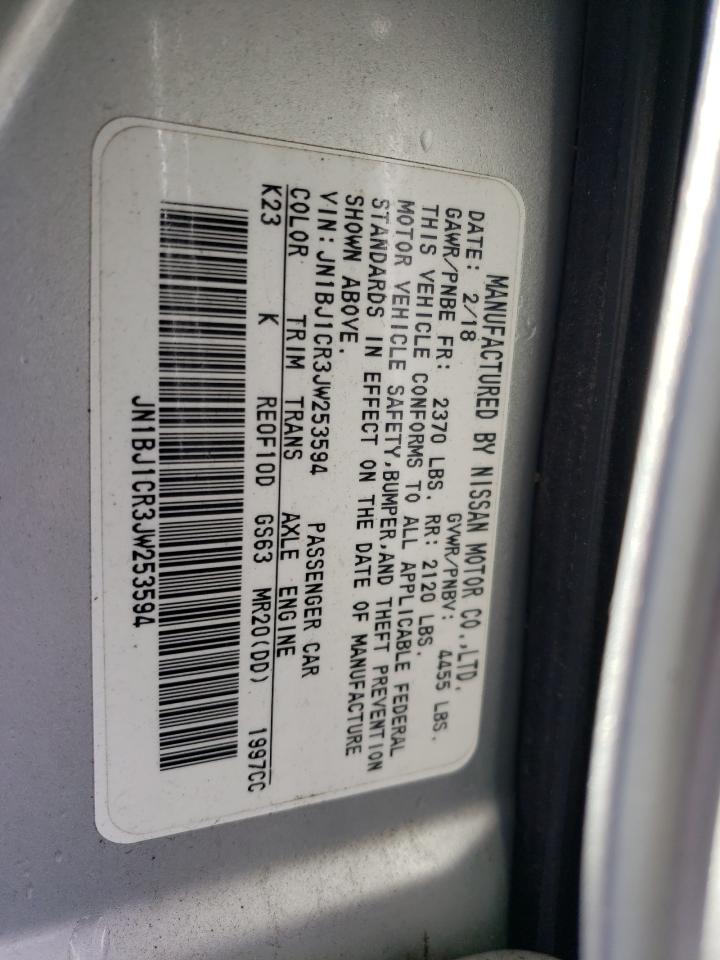 MANUFACTURED BY NISSAN MOTOR CO.,LTD.
DATE: 2/18 GVWR/PNBV: 4455 LBS.
GAWR/PNBE FR: 2370 LBS. RR: 2120 LBS.
THIS VEHICLE CONFORMS TO ALL APPLICABLE FEDERAL
MOTOR VEHICLE SAFETY,BUMPER,AND THEFT PREVENTION
STANDARDS IN EFFECT ON THE DATE OF MANUFACTURE
SHOWN ABOVE.
VIN:JN1BJ1CR3JW253594 PASSENGER CAR
COLOR TRIM TRANS AXLE ENGINE
K23 K RE0F10D GS63 MR20(DD) 1997CC
JN1BJ1CR3JW253594